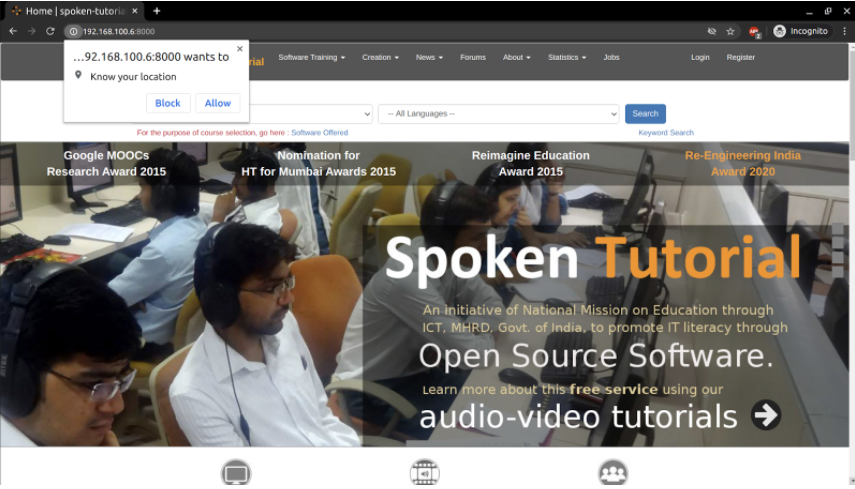 Home | spoken-tutoria
192.168.100.6:8000
Incognito
...92.168.100.6:8000 wants to
Know your location
Block
Allow
rial
Software Training
Creation
News
Forums
About
Statistics
Jobs
Login
Register
-- All Languages --
Search
For the purpose of course selection, go here : Software Offered
Keyword Search
Google MOOCs
Research Award 2015
Nomination for
HT for Mumbai Awards 2015
Reimagine Education
Award 2015
Re-Engineering India
Award 2020
Spoken Tutorial
An initiative of National Mission on Education through
ICT, MHRD, Govt. of India, to promote IT literacy through
Open Source Software.
Learn more about this free service using our
audio-video tutorials